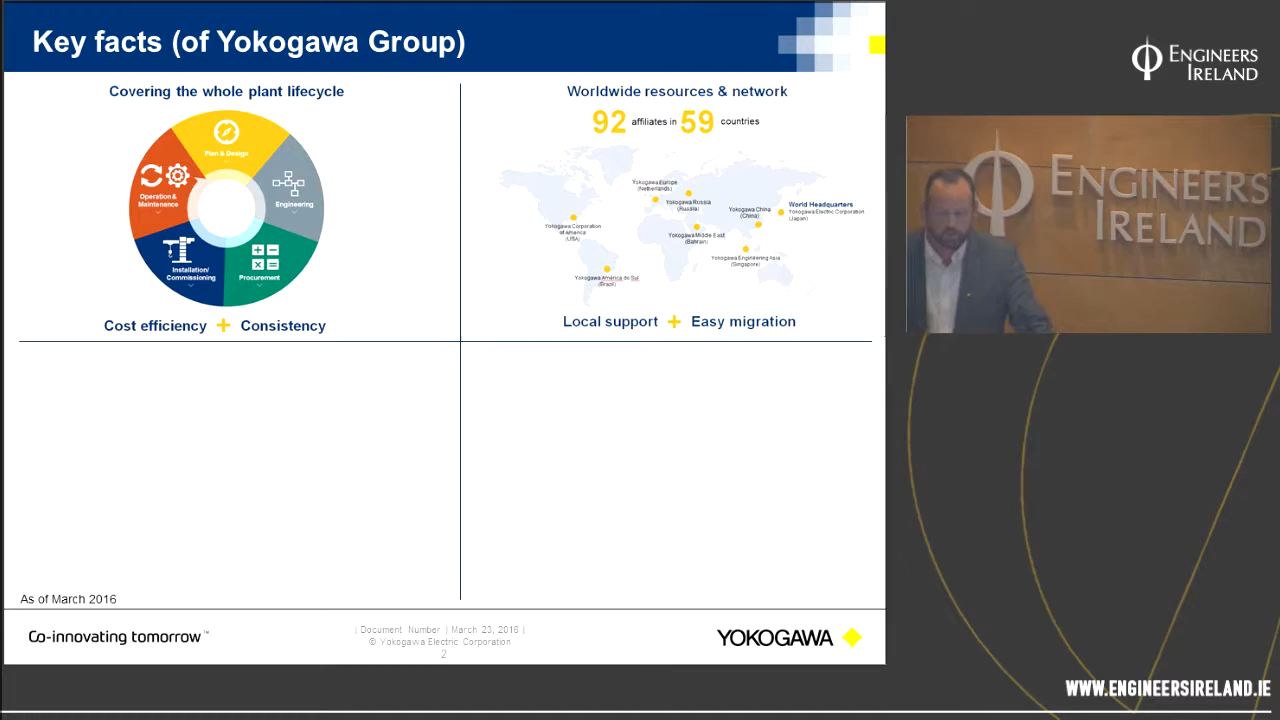 Key facts (of Yokogawa Group)
Covering the whole plant lifecycle
Plan & Design
Engineering
Procurement
Installation/
Commissioning
Operation &
Maintenance
Cost efficiency + Consistency
Worldwide resources & network
92 affiliates in 59 countries
Yokogawa Europe
(Netherlands)
Yokogawa Russia
(Russia)
Yokogawa China
(China)
World Headquarters
Yokogawa Electric Corporation
(Japan)
Yokogawa Corporation
of America
(USA)
Yokogawa Middle East
(Bahrain)
Yokogawa Engineering Asia
(Singapore)
Yokogawa America do Sul
(Brazil)
Local support + Easy migration
As of March 2016
Co-innovating tomorrow™
| Document Number | March 23, 2016 |
© Yokogawa Electric Corporation
2
YOKOGAWA
ENGINEERS
IRELAND
ENGINEERS
IRELAND
WWW.ENGINEERSIRELAND.IE